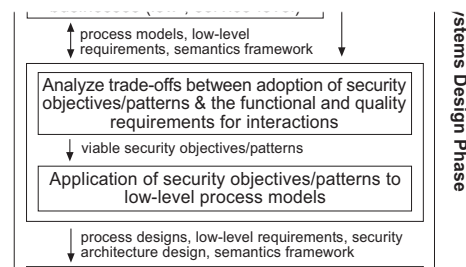 process models, low-level
requirements, semantics framework
Analyze trade-offs between adoption of security
objectives/patterns & the functional and quality
requirements for interactions
viable security objectives/patterns
Application of security objectives/patterns to
low-level process models
process designs, low-level requirements, security
architecture design, semantics framework
ystems Design Phase